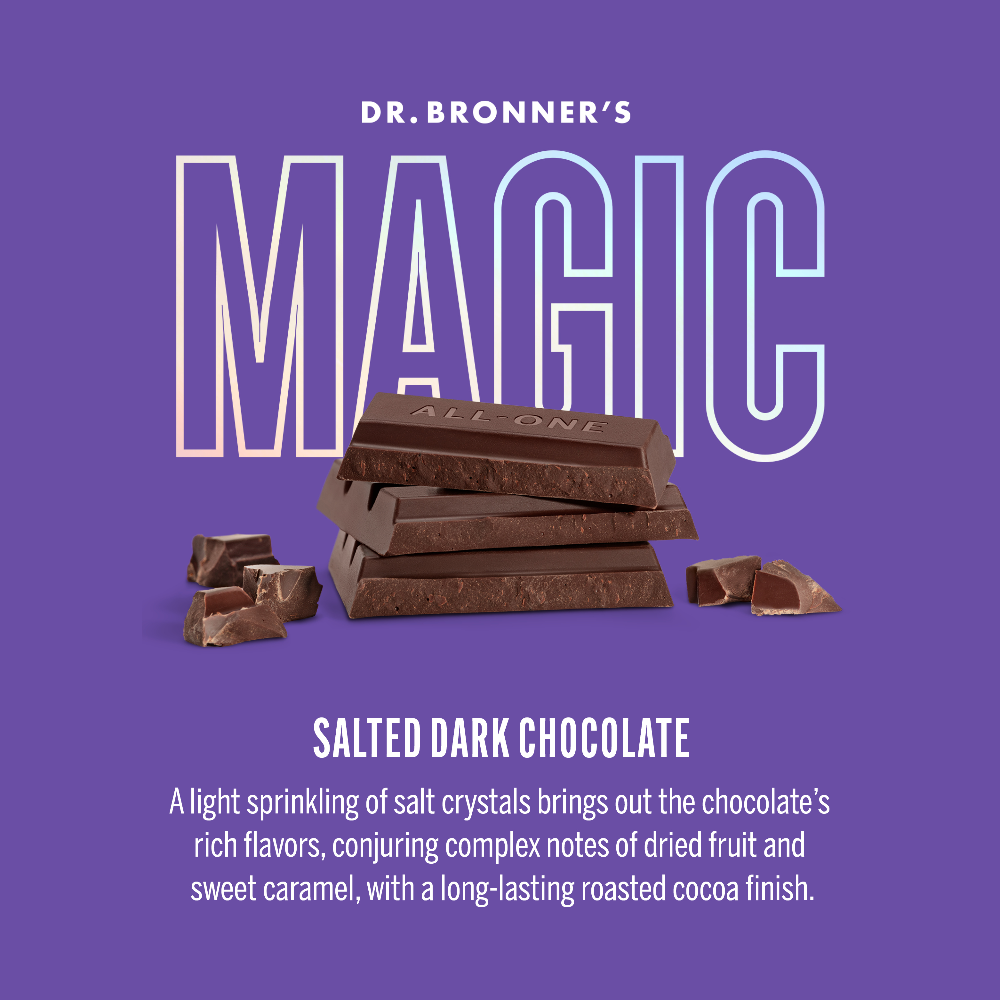 DR. BRONNER’S
MAGIC
ALL-ONE
SALTED DARK CHOCOLATE
A light sprinkling of salt crystals brings out the chocolate’s
rich flavors, conjuring complex notes of dried fruit and
sweet caramel, with a long-lasting roasted cocoa finish.